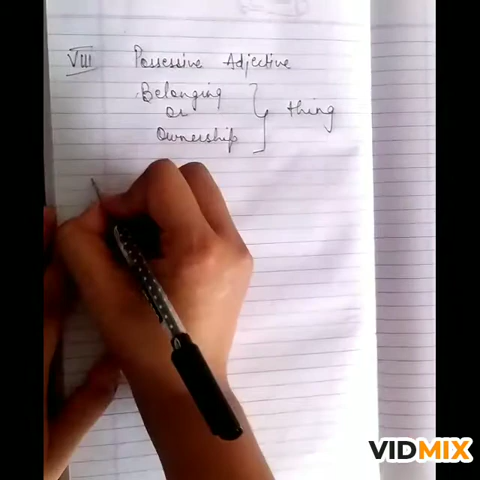 VIII Possessive Adjective
Belonging
or
Ownership
} thing
VIDMIX